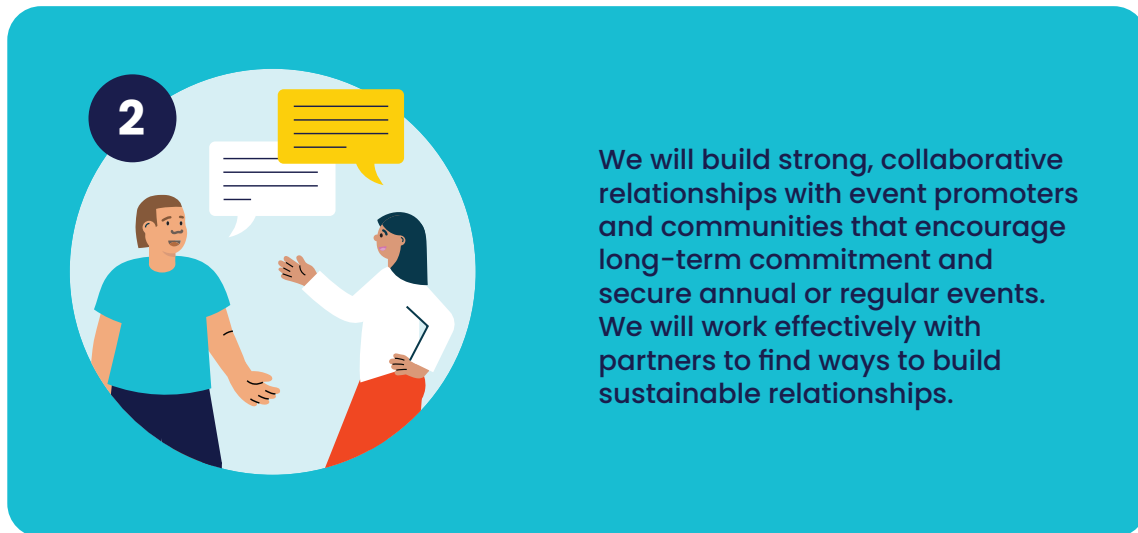 2
We will build strong, collaborative
relationships with event promoters
and communities that encourage
long-term commitment and
secure annual or regular events.
We will work effectively with
partners to find ways to build
sustainable relationships.